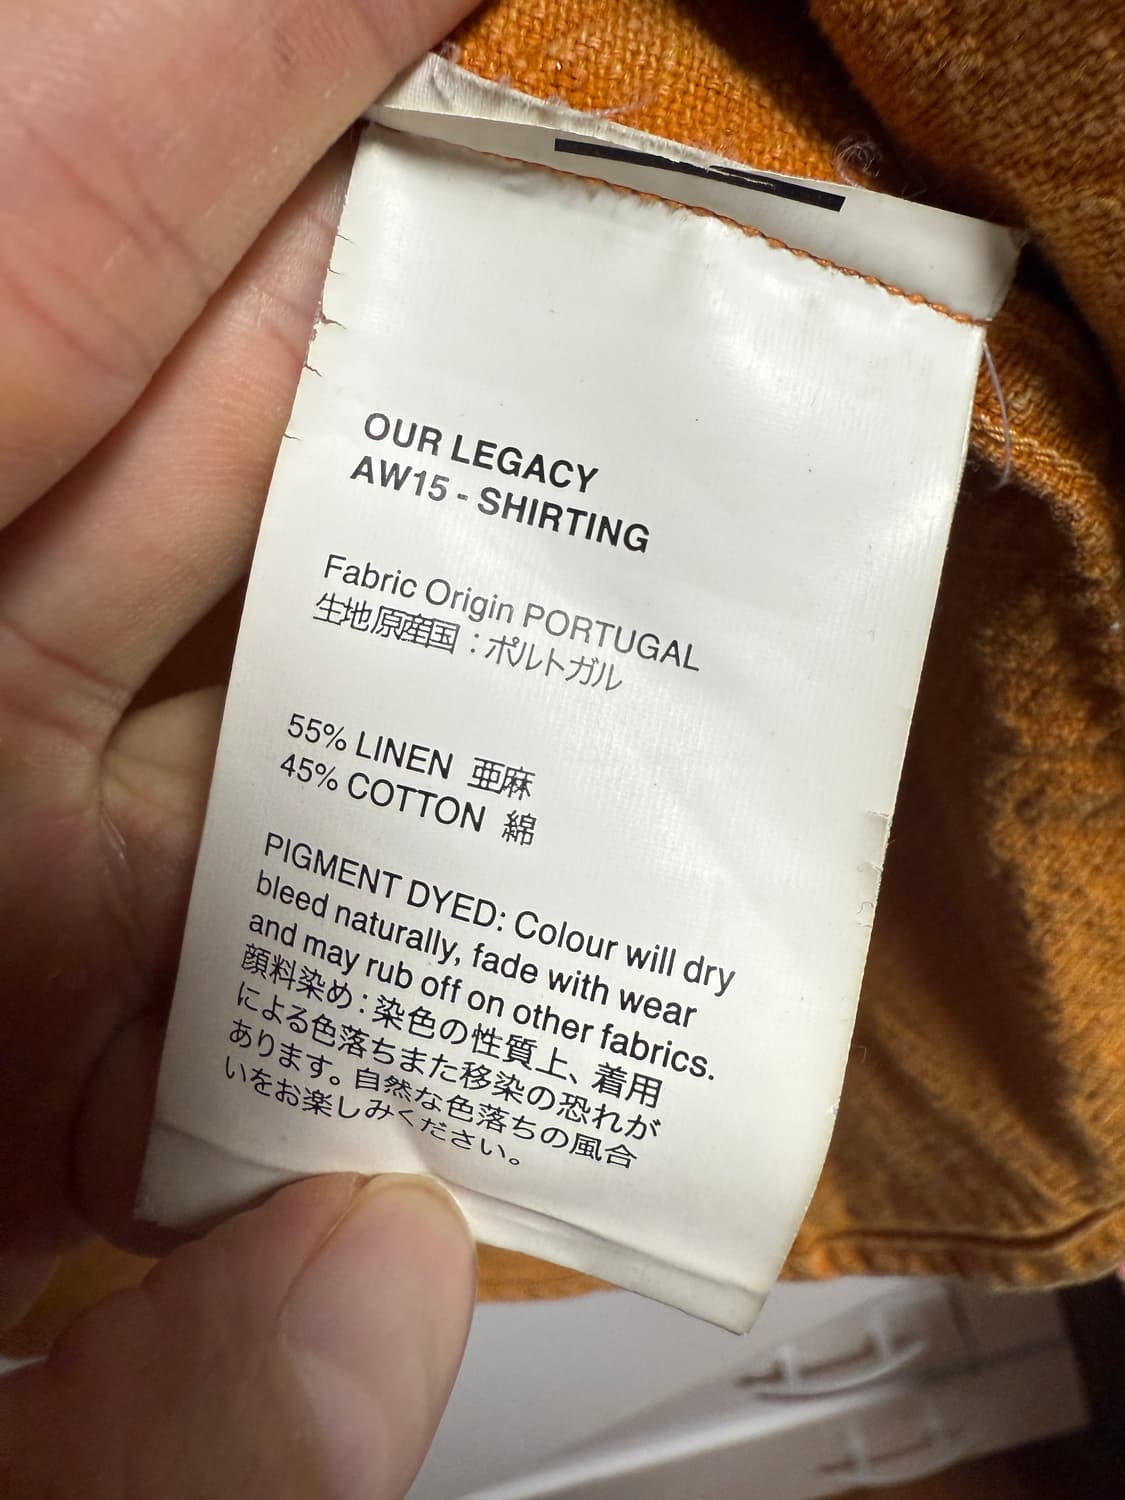 OUR LEGACY
AW15 - SHIRTING
Fabric Origin PORTUGAL
生地原産国：ポルトガル
55% LINEN 亜麻
45% COTTON 綿
PIGMENT DYED: Colour will dry
bleed naturally, fade with wear
and may rub off on other fabrics.
顔料染め：染色の性質上、着用
による色落ちまた移染の恐れが
あります。自然な色落ちの風合
いをお楽しみください。